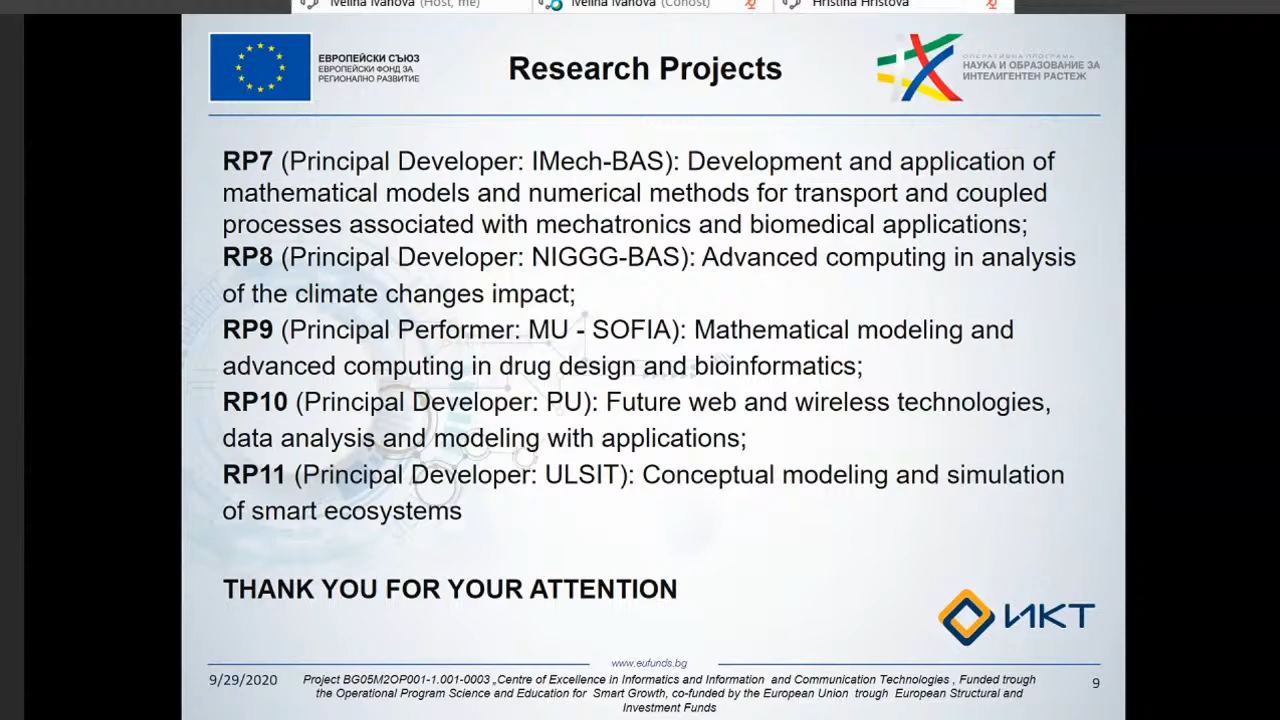 Ivelina Ivanova (Host, me)
Ivelina Ivanova (Cohost)
Hristina Hristova
ЕВРОПЕЙСКИ СЪЮЗ
ЕВРОПЕЙСКИ ФОНД ЗА
РЕГИОНАЛНО РАЗВИТИЕ
Research Projects
ОПЕРАТИВНА ПРОГРАМА
НАУКА И ОБРАЗОВАНИЕ ЗА
ИНТЕЛИГЕНТЕН РАСТЕЖ
RP7 (Principal Developer: IMech-BAS): Development and application of
mathematical models and numerical methods for transport and coupled
processes associated with mechatronics and biomedical applications;
RP8 (Principal Developer: NIGGG-BAS): Advanced computing in analysis
of the climate changes impact;
RP9 (Principal Performer: MU - SOFIA): Mathematical modeling and
advanced computing in drug design and bioinformatics;
RP10 (Principal Developer: PU): Future web and wireless technologies,
data analysis and modeling with applications;
RP11 (Principal Developer: ULSIT): Conceptual modeling and simulation
of smart ecosystems
THANK YOU FOR YOUR ATTENTION
ИКТ
www.eufunds.bg
9/29/2020
Project BG05M2OP001-1.001-0003 „Centre of Excellence in Informatics and Information and Communication Technologies , Funded trough
the Operational Program Science and Education for Smart Growth, co-funded by the European Union trough European Structural and
Investment Funds
9